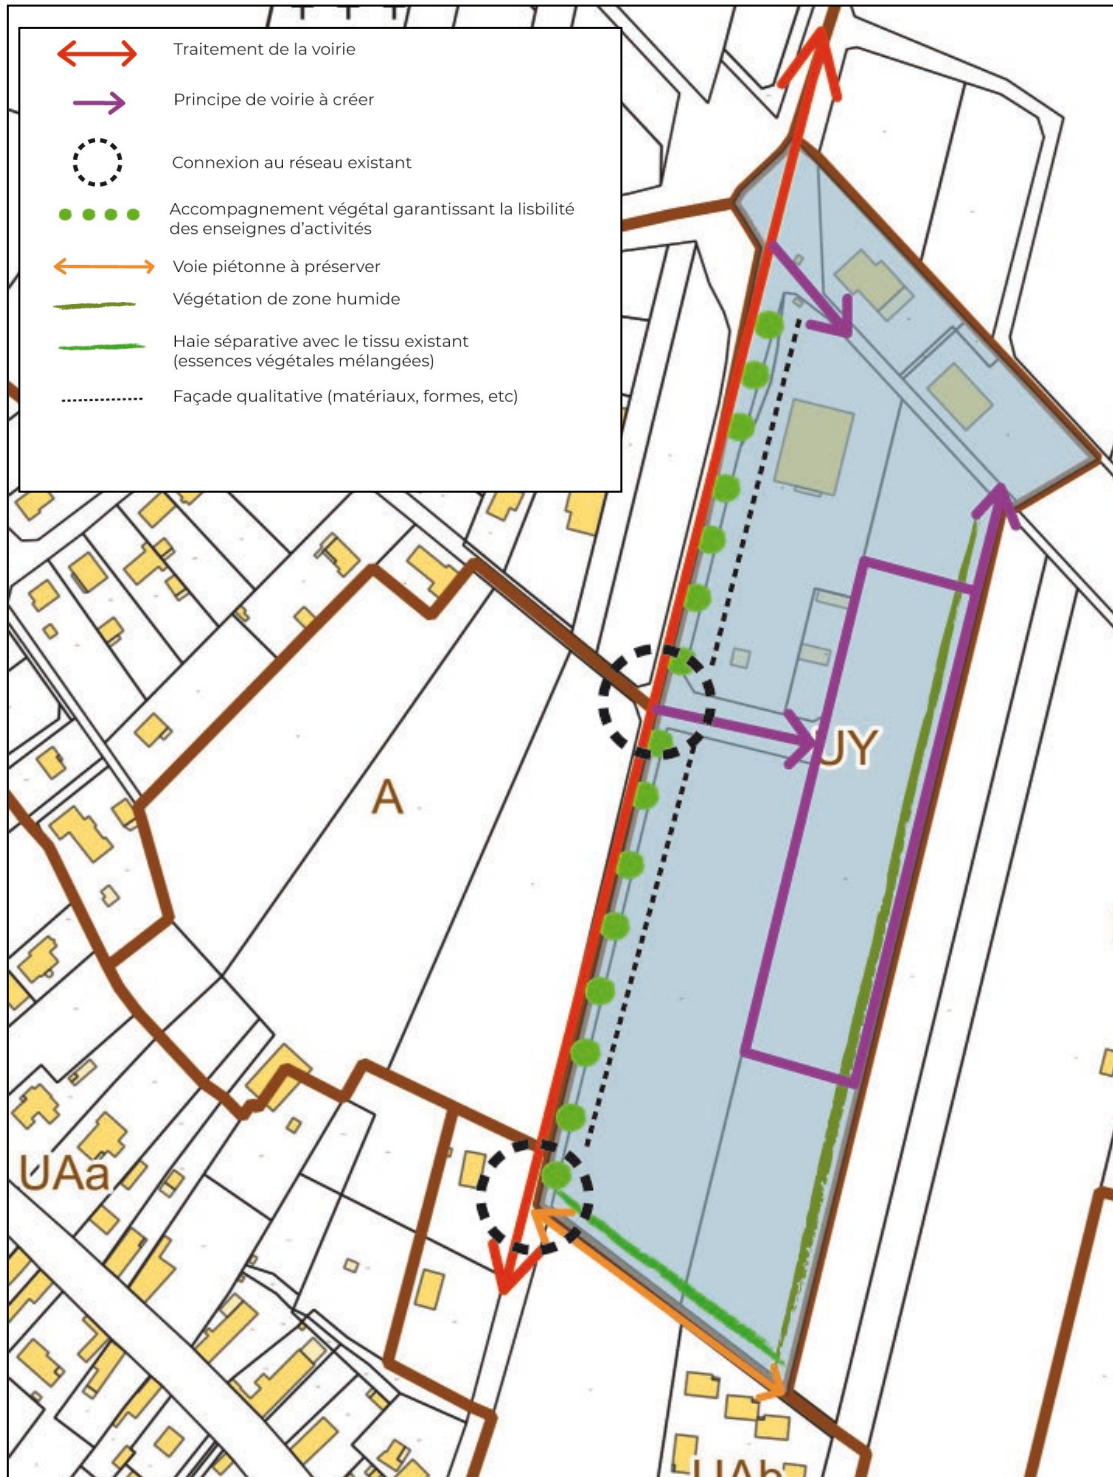 Traitement de la voirie
Principe de voirie à créer
Connexion au réseau existant
Accompagnement végétal garantissant la lisbilité
des enseignes d'activités
Voie piétonne à préserver
Végétation de zone humide
Haie séparative avec le tissu existant
(essences végétales mélangées)
Façade qualitative (matériaux, formes, etc)
UY
A
UAa
UAb